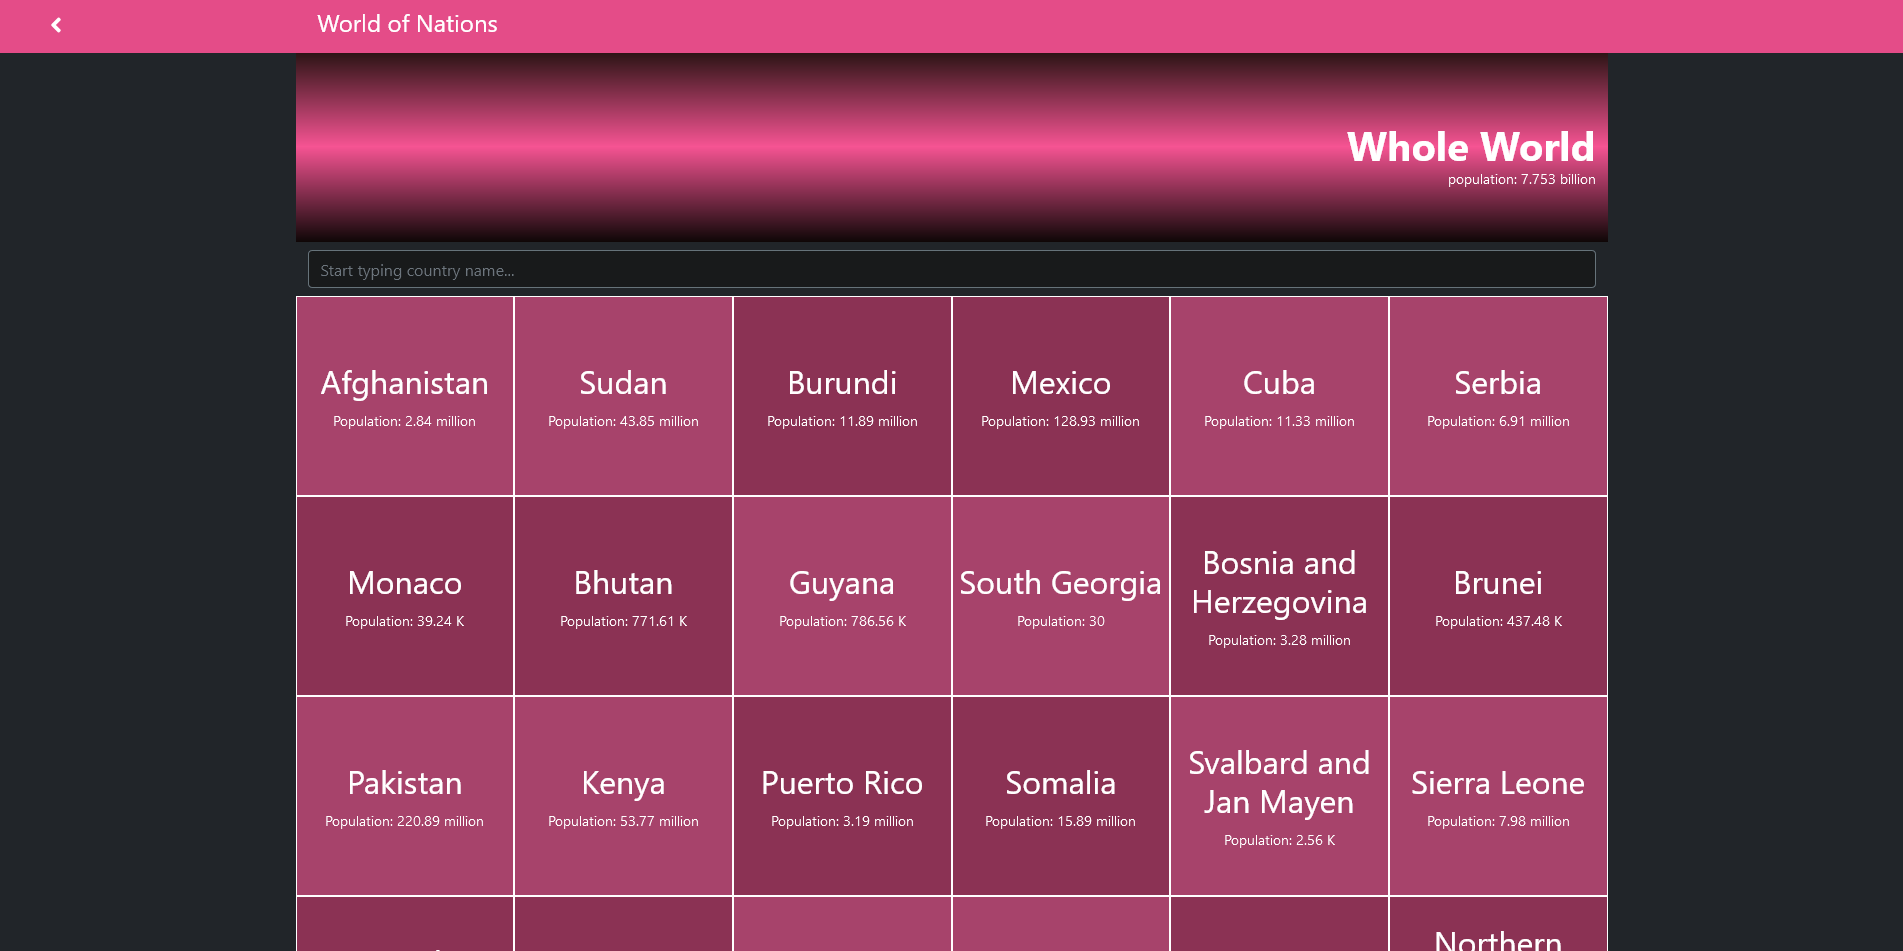 World of Nations
Whole World
population: 7.753 billion
Start typing country name...
Afghanistan
Population: 2.84 million
Sudan
Population: 43.85 million
Burundi
Population: 11.89 million
Mexico
Population: 128.93 million
Cuba
Population: 11.33 million
Serbia
Population: 6.91 million
Monaco
Population: 39.24 K
Bhutan
Population: 771.61 K
Guyana
Population: 786.56 K
South Georgia
Population: 30
Bosnia and
Herzegovina
Population: 3.28 million
Brunei
Population: 437.48 K
Pakistan
Population: 220.89 million
Kenya
Population: 53.77 million
Puerto Rico
Population: 3.19 million
Somalia
Population: 15.89 million
Svalbard and
Jan Mayen
Population: 2.56 K
Sierra Leone
Population: 7.98 million
Northern